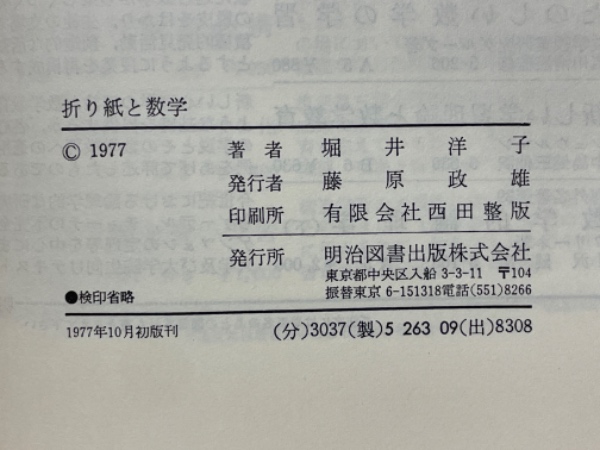 折り紙と数学
© 1977
著者 堀井洋子
発行者 藤原政雄
印刷所 有限会社西田整版
発行所 明治図書出版株式会社
東京都中央区入船 3-3-11 〒104
振替東京 6-151318電話(551)8266
●検印省略
1977年10月初版刊
(分)3037(製)5 263 09(出)8308